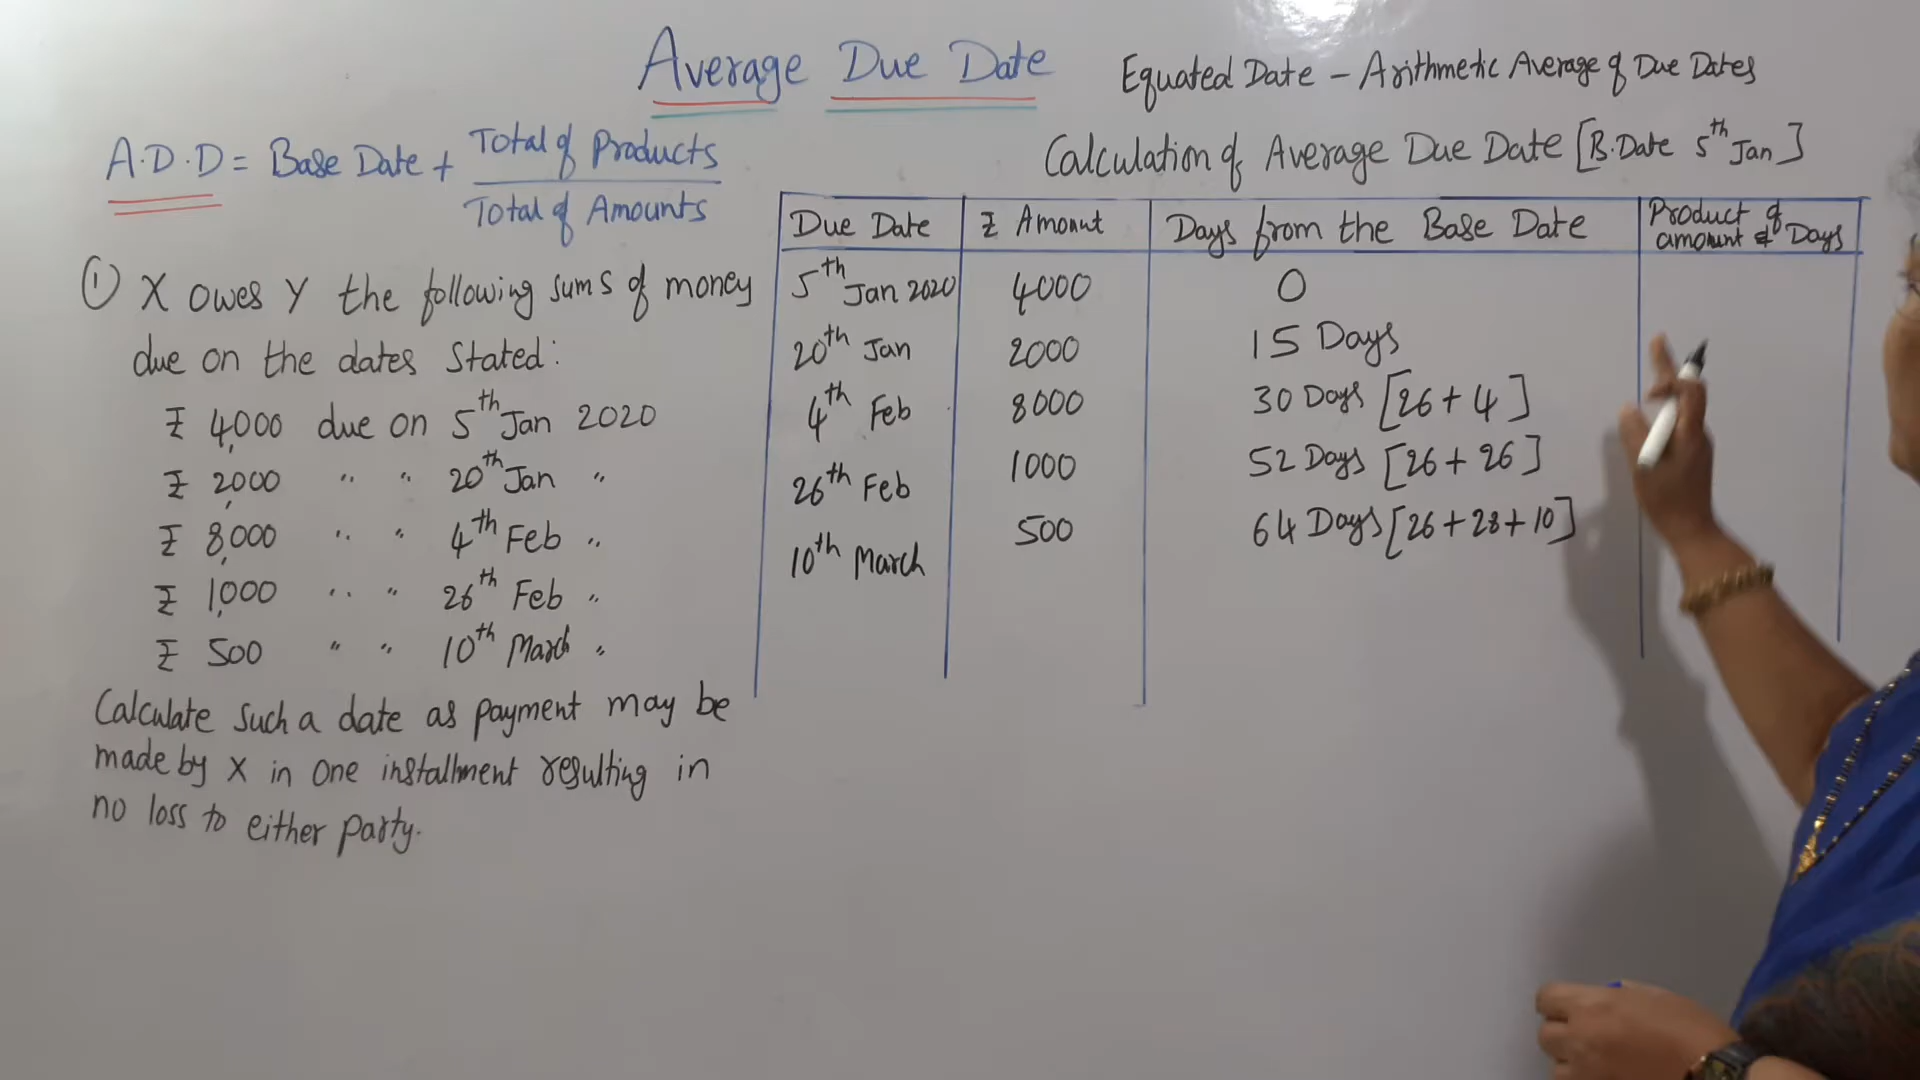 Average Due Date
Equated Date - Arithmetic Average of Due Dates
A.D.D = Base Date + Total of Products
Total of Amounts
① X owes Y the following sums of money
due on the dates stated:
₹ 4,000 due on 5th Jan 2020
₹ 2,000 " " 20th Jan "
₹ 8,000 " " 4th Feb "
₹ 1,000 " " 26th Feb "
₹ 500 " " 10th March "
Calculate such a date as payment may be
made by X in one installment resulting in
no loss to either party.
Calculation of Average Due Date [B.Date 5th Jan]
Due Date ₹ Amount Days from the Base Date Product of amount & Days
5th Jan 2020 4000 0
20th Jan 2000 15 Days
4th Feb 8000 30 Days [26+4]
26th Feb 1000 52 Days [26+26]
10th March 500 64 Days [26+28+10]